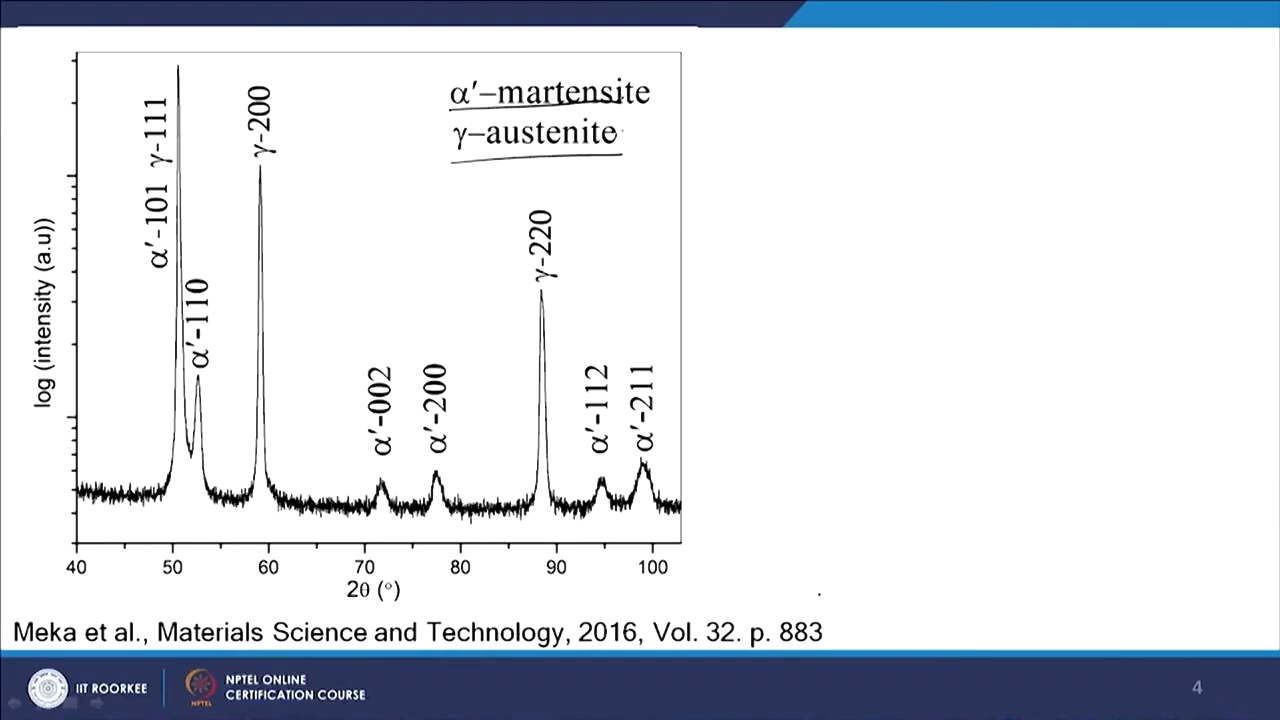 α′–martensite
γ–austenite
α′-101 γ-111
α′-110
γ-200
α′-002
α′-200
γ-220
α′-112
α′-211
log (intensity (a.u))
40 50 60 70 80 90 100
2θ (°)
Meka et al., Materials Science and Technology, 2016, Vol. 32. p. 883
IIT ROORKEE
NPTEL
NPTEL ONLINE
CERTIFICATION COURSE
4